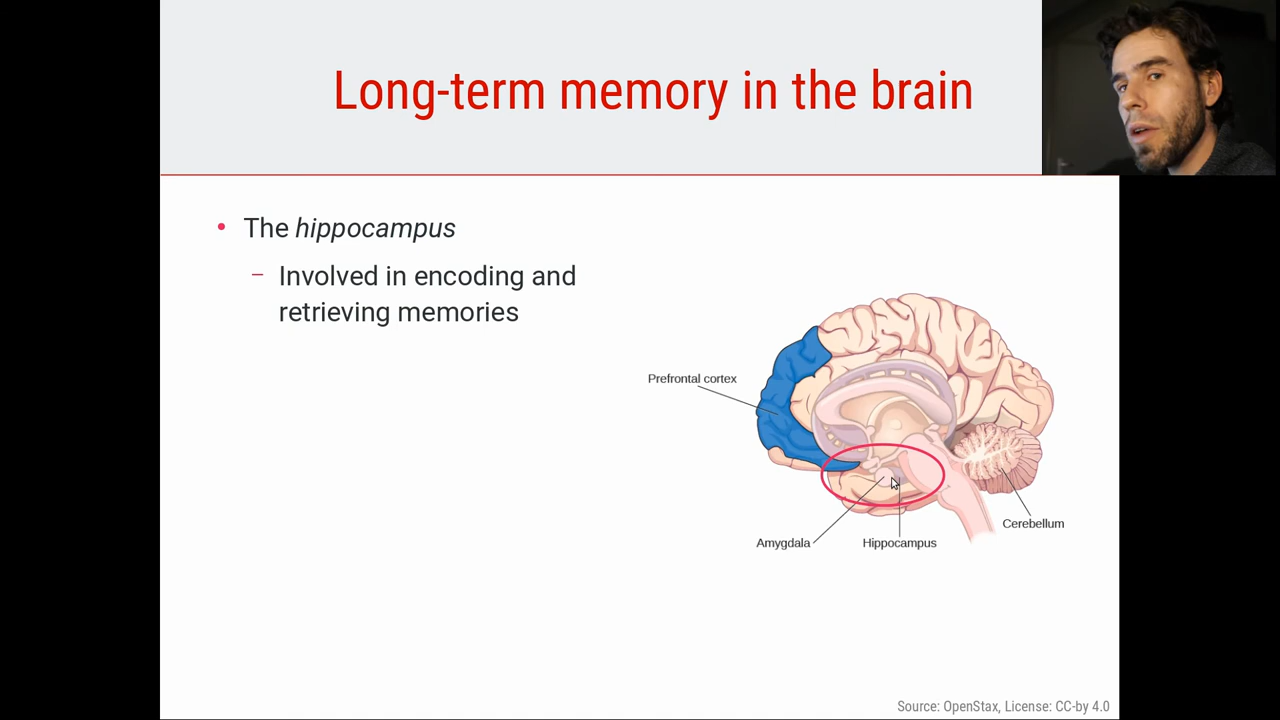 Long-term memory in the brain
• The hippocampus
– Involved in encoding and
retrieving memories
Prefrontal cortex
Amygdala
Hippocampus
Cerebellum
Source: OpenStax, License: CC-by 4.0